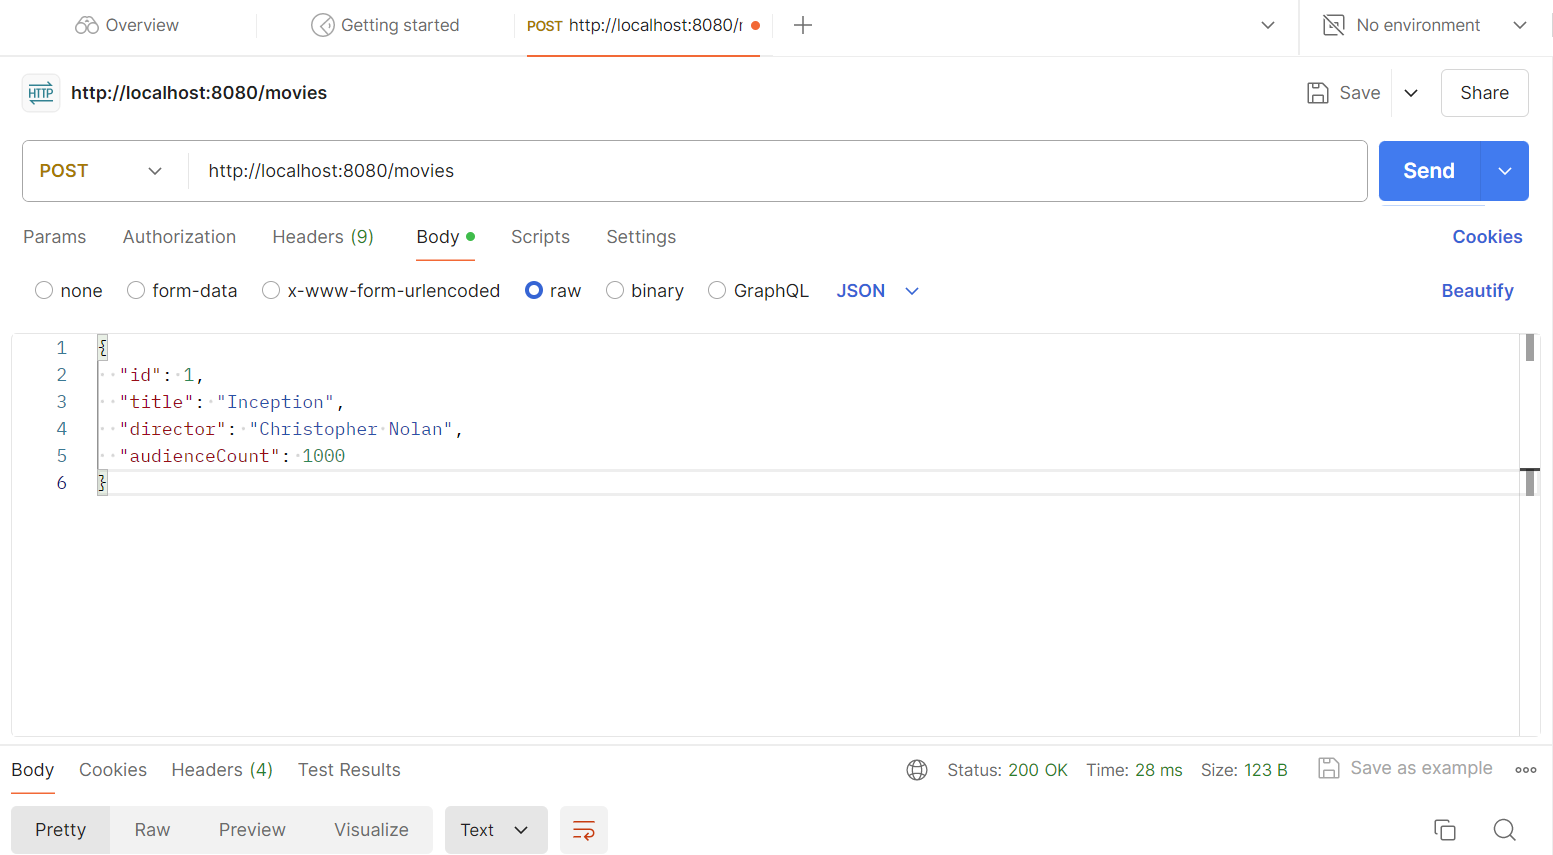 Overview Getting started POST http://localhost:8080/ No environment
HTTP http://localhost:8080/movies Save Share
POST http://localhost:8080/movies Send
Params Authorization Headers (9) Body Scripts Settings Cookies
none form-data x-www-form-urlencoded raw binary GraphQL JSON Beautify
1 {
2 "id": 1,
3 "title": "Inception",
4 "director": "Christopher Nolan",
5 "audienceCount": 1000
6 }
Body Cookies Headers (4) Test Results Status: 200 OK Time: 28 ms Size: 123 B Save as example
Pretty Raw Preview Visualize Text